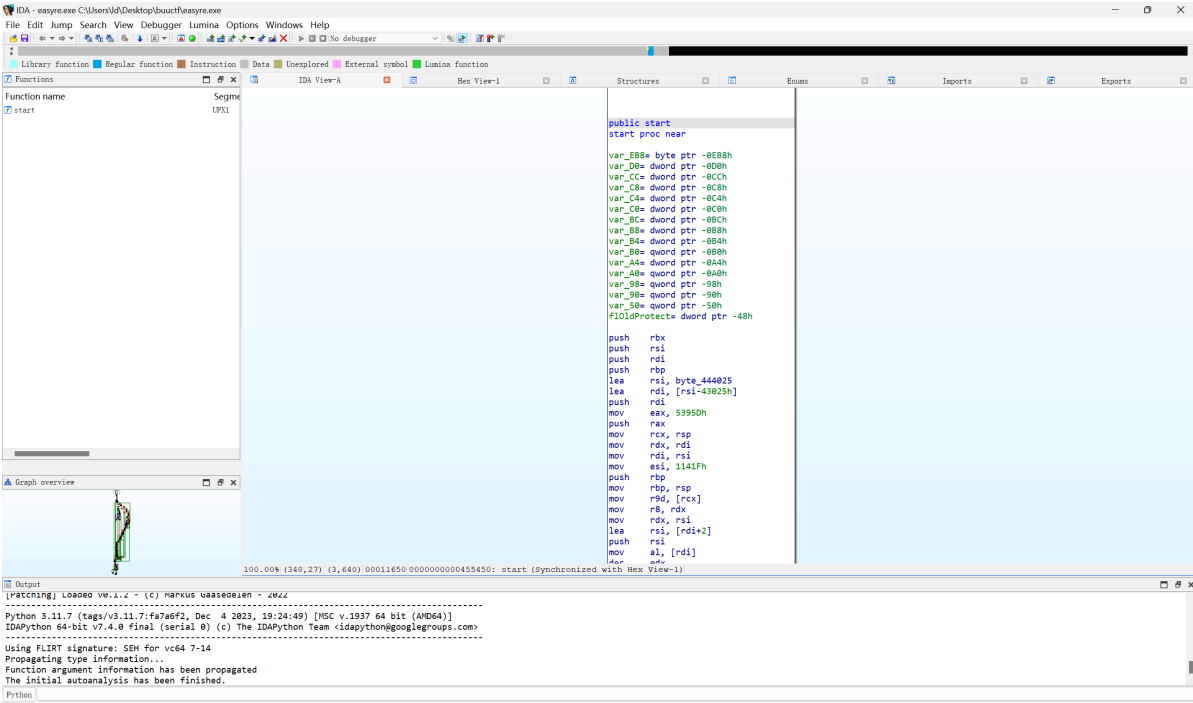 IDA - easyre.exe C:\Users\ld\Desktop\buuctf\easyre.exe
File Edit Jump Search View Debugger Lumina Options Windows Help
No debugger
Library function Regular function Instruction Data Unexplored External symbol Lumina function
Functions
IDA View-A
Hex View-1
Structures
Enums
Imports
Exports
Function name
Segme
start
UPX1
public start
start proc near
var_EB8= byte ptr -0EB8h
var_D0= dword ptr -0D0h
var_CC= dword ptr -0CCh
var_C8= dword ptr -0C8h
var_C4= dword ptr -0C4h
var_C0= dword ptr -0C0h
var_BC= dword ptr -0BCh
var_B8= dword ptr -0B8h
var_B4= dword ptr -0B4h
var_B0= qword ptr -0B0h
var_A4= dword ptr -0A4h
var_A0= qword ptr -0A0h
var_98= qword ptr -98h
var_90= qword ptr -90h
var_50= qword ptr -50h
flOldProtect= dword ptr -48h
push rbx
push rsi
push rdi
push rbp
lea rsi, byte_444025
lea rdi, [rsi-43025h]
push rdi
mov eax, 5395Dh
push rax
mov rcx, rsp
mov rdx, rdi
mov rdi, rsi
mov esi, 1141Fh
push rbp
mov rbp, rsp
mov r9d, [rcx]
mov r8, rdx
mov rdx, rsi
lea rsi, [rdi+2]
push rsi
mov al, [rdi]
dec edx
Graph overview
100.00% (348,27) (3,640) 00011650 0000000000455450: start (Synchronized with Hex View-1)
Output
[Patching] Loaded v0.1.2 - (c) Markus Gaasedelen - 2022
Python 3.11.7 (tags/v3.11.7:fa7a6f2, Dec 4 2023, 19:24:49) [MSC v.1937 64 bit (AMD64)]
IDAPython 64-bit v7.4.0 final (serial 0) (c) The IDAPython Team <idapython@googlegroups.com>
Using FLIRT signature: SEH for vc64 7-14
Propagating type information...
Function argument information has been propagated
The initial autoanalysis has been finished.
Python